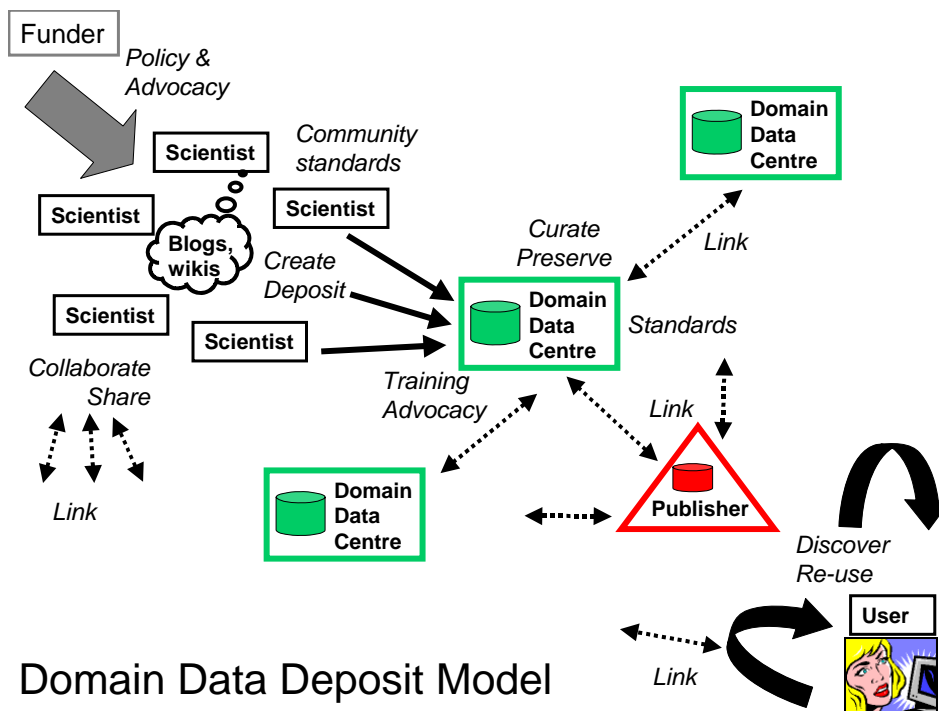 Funder
Policy &
Advocacy
Scientist
Community
standards
Domain
Data
Centre
Scientist
Scientist
Blogs,
wikis
Create
Deposit
Curate
Preserve
Link
Scientist
Scientist
Domain
Data
Centre
Standards
Collaborate
Share
Training
Advocacy
Link
Link
Domain
Data
Centre
Publisher
Discover
Re-use
User
Link
Domain Data Deposit Model